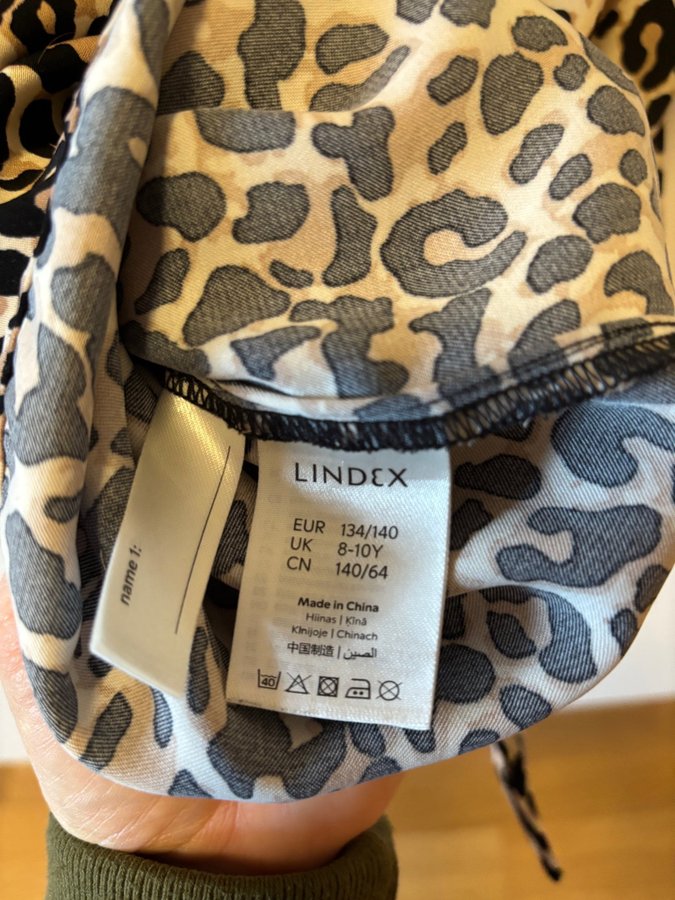 LINDEX
EUR 134/140
UK 8-10Y
CN 140/64
Made in China
Hiinas | Ķīnā
Kinijoje | Chinach
中国制造 | الصين
40
name 1: